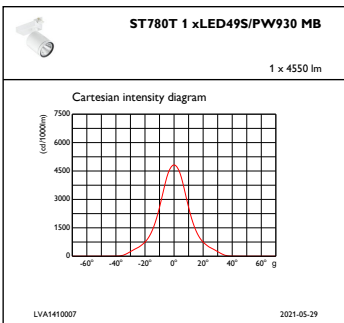 ST780T 1 xLED49S/PW930 MB
1 x 4550 lm
Cartesian intensity diagram
(cd/1000lm)
7500
6000
4500
3000
1500
0
-60° -40° -20° 0° 20° 40° 60° g
LVA1410007 2021-05-29